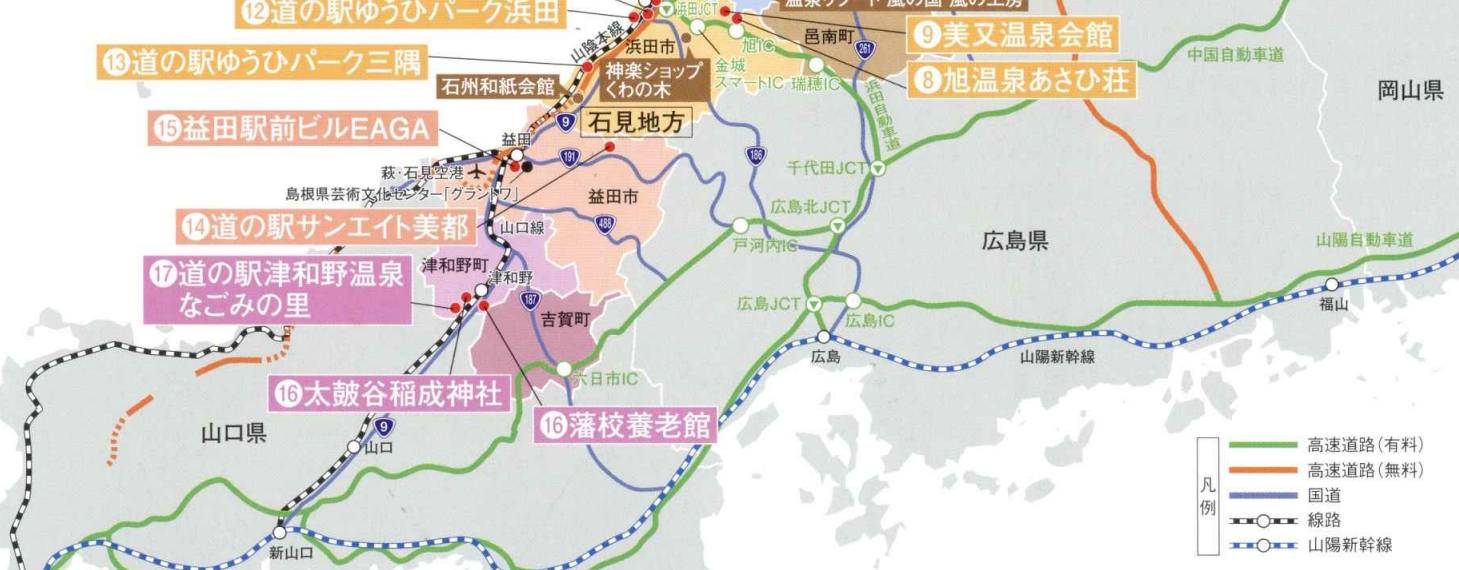 ⑫道の駅ゆうひパーク浜田
浜田JCT
邑南町
⑨美又温泉会館
中国自動車道
岡山県
山陰本線
浜田市
旭IC
261
⑬道の駅ゆうひパーク三隅
金城
スマートIC
瑞穂IC
⑧旭温泉あさひ荘
石州和紙会館
神楽ショップ
くわの木
浜田自動車道
⑮益田駅前ビルEAGA
9
石見地方
益田
191
186
千代田JCT
萩・石見空港
島根県芸術文化センター「グラントワ」
益田市
広島北JCT
⑭道の駅サンエイト美都
山口線
488
戸河内IC
広島県
山陽自動車道
⑰道の駅津和野温泉
なごみの里
津和野町
津和野
187
吉賀町
広島JCT
広島IC
福山
広島
山陽新幹線
六日市IC
⑯太皷谷稲成神社
⑯藩校養老館
山口県
9
山口
新山口
凡例
高速道路(有料)
高速道路(無料)
国道
線路
山陽新幹線